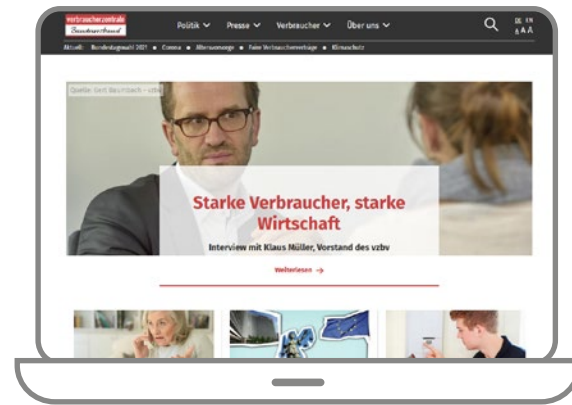 verbraucherzentrale
Bundesverband
Politik Presse Verbraucher Über uns
DE EN
A A A
Aktuell: Bundestagswahl 2021 Corona Altersvorsorge Faire Verbraucherverträge Klimaschutz
Quelle: Gert Baumbach - vzbv
Starke Verbraucher, starke
Wirtschaft
Interview mit Klaus Müller, Vorstand des vzbv
Weiterlesen →